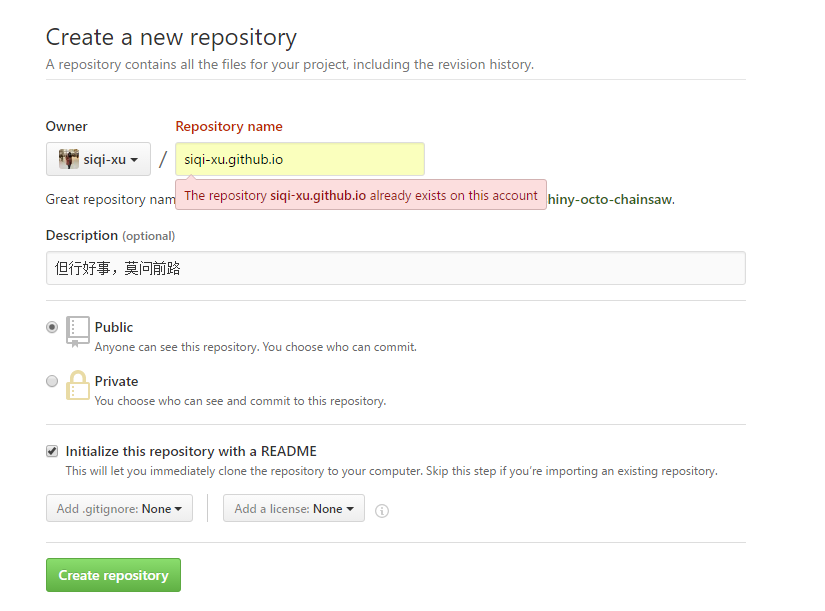 Create a new repository
A repository contains all the files for your project, including the revision history.
Owner
Repository name
siqi-xu
/
siqi-xu.github.io
Great repository nam
hiny-octo-chainsaw.
The repository siqi-xu.github.io already exists on this account
Description (optional)
但行好事，莫问前路
Public
Anyone can see this repository. You choose who can commit.
Private
You choose who can see and commit to this repository.
Initialize this repository with a README
This will let you immediately clone the repository to your computer. Skip this step if you’re importing an existing repository.
Add .gitignore: None
Add a license: None
Create repository